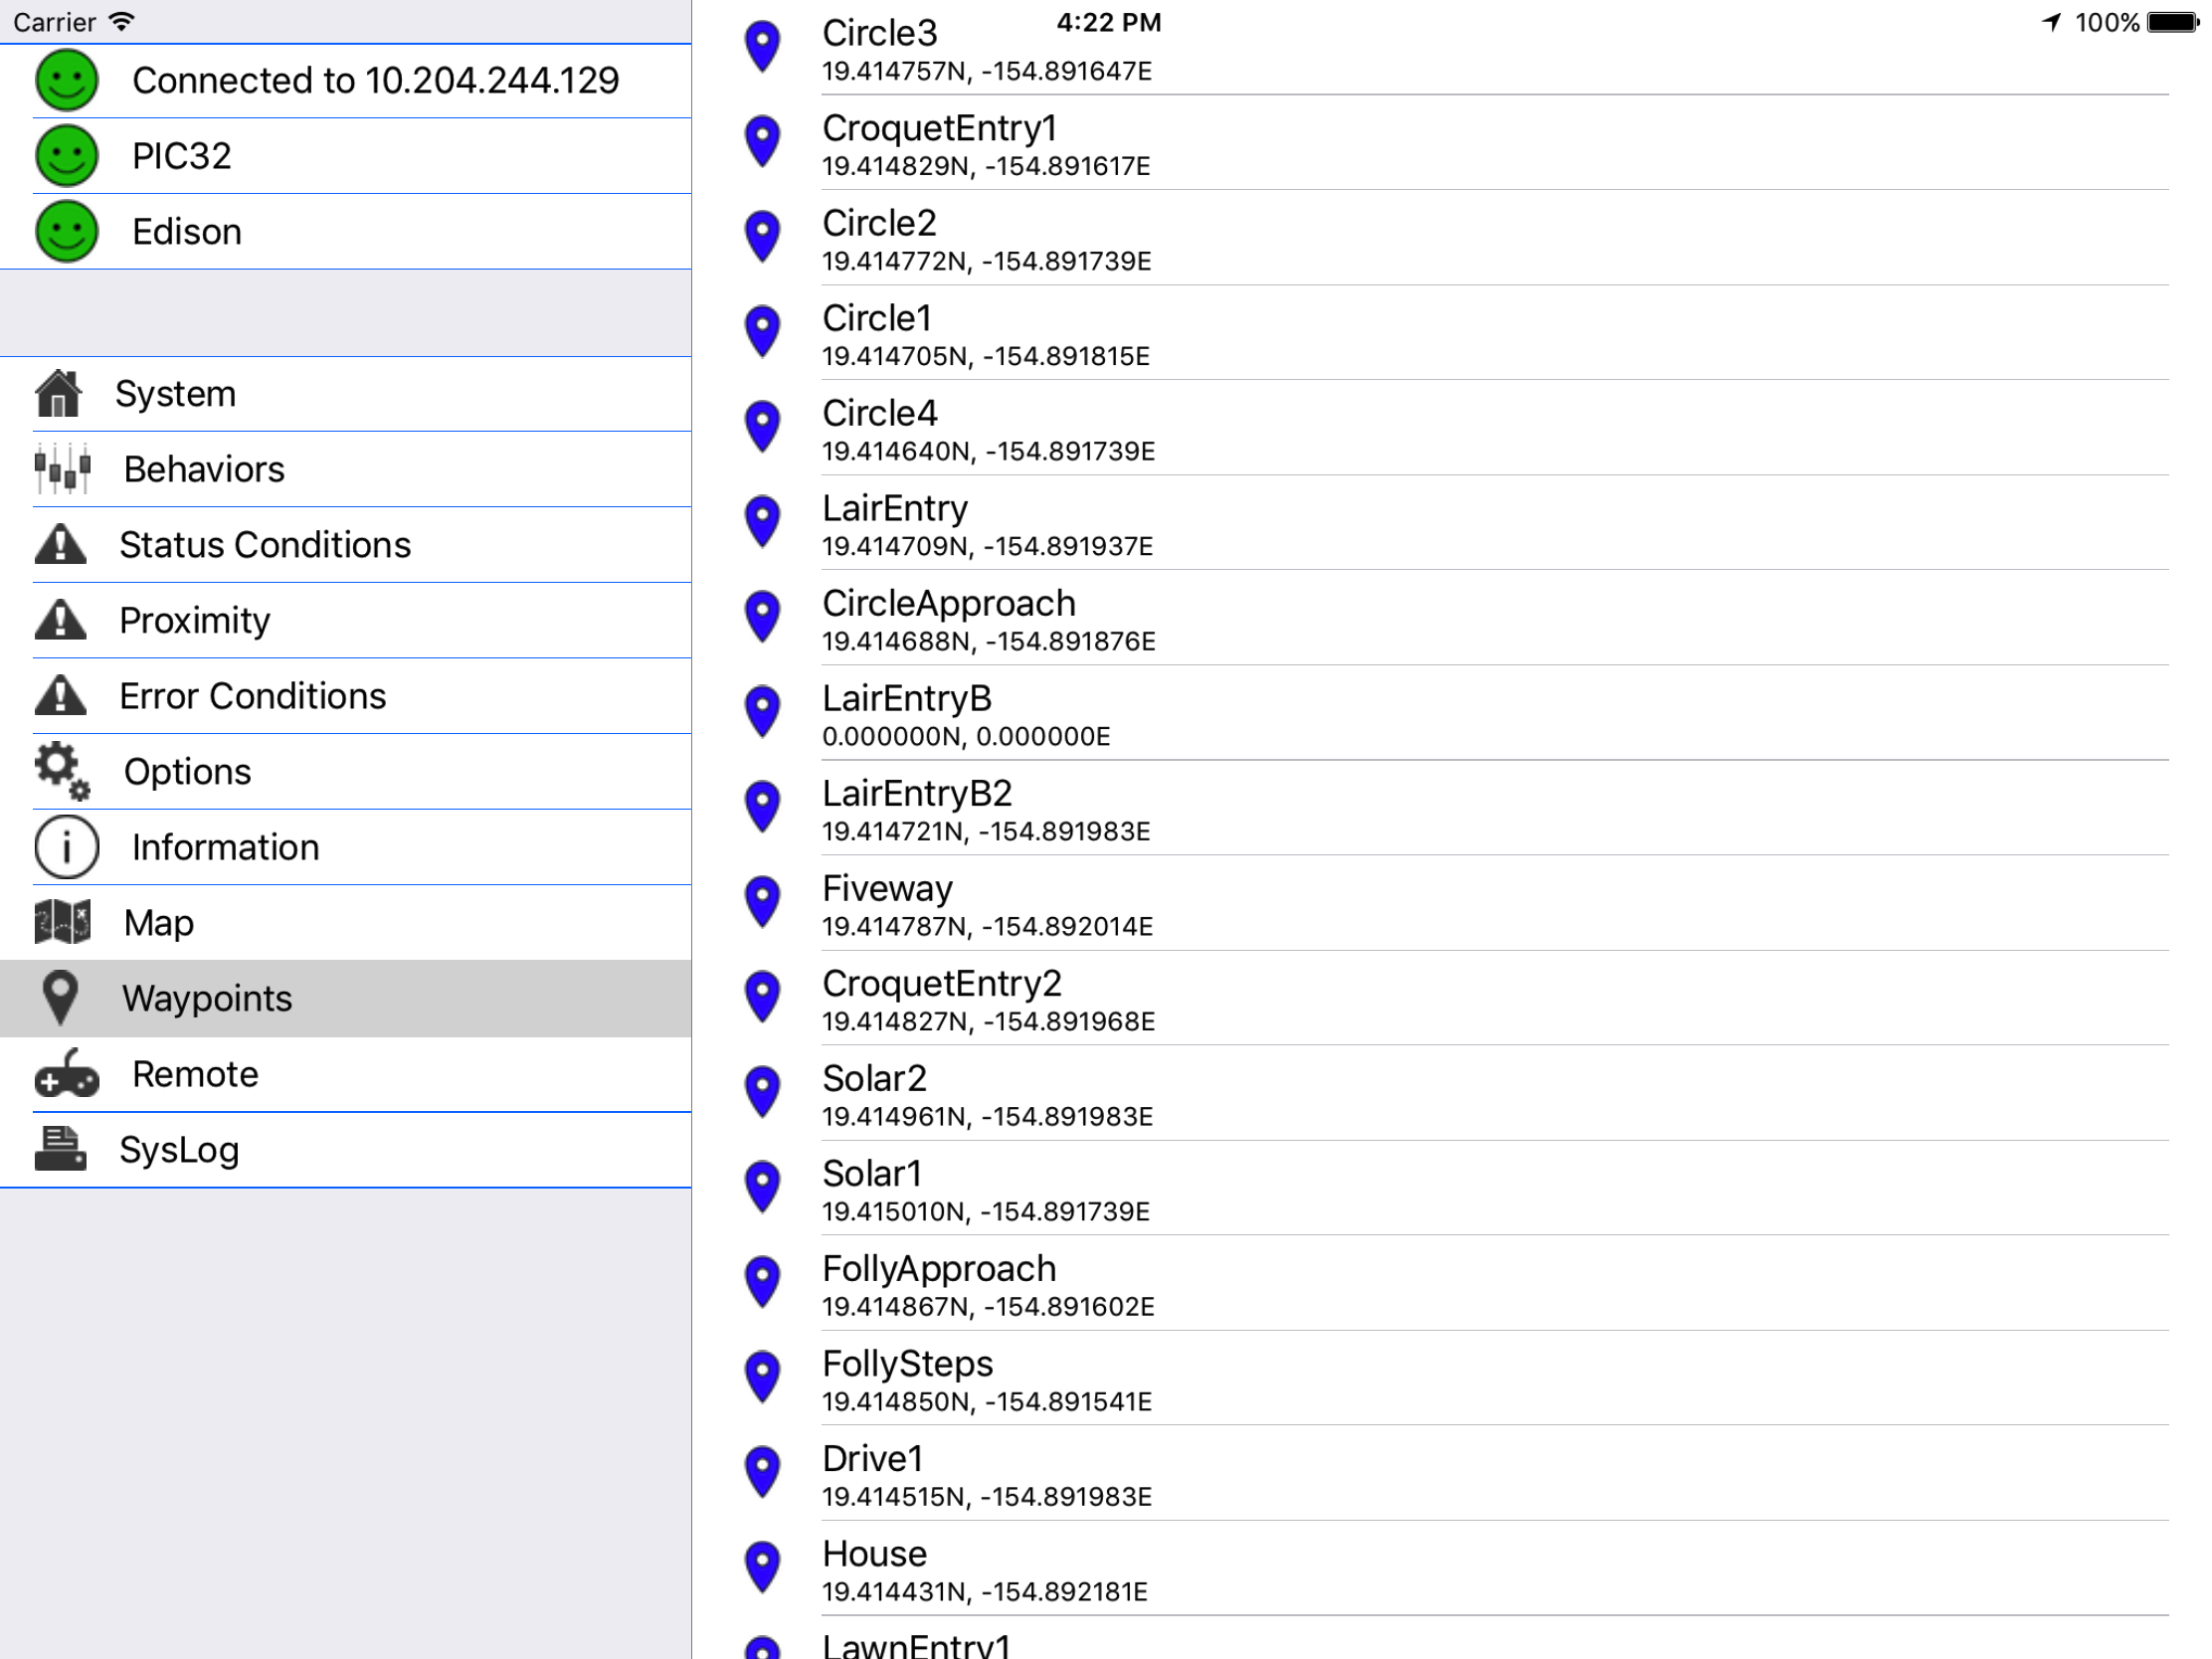 Carrier
4:22 PM
100%
Connected to 10.204.244.129
PIC32
Edison
System
Behaviors
Status Conditions
Proximity
Error Conditions
Options
Information
Map
Waypoints
Remote
SysLog
Circle3
19.414757N, -154.891647E
CroquetEntry1
19.414829N, -154.891617E
Circle2
19.414772N, -154.891739E
Circle1
19.414705N, -154.891815E
Circle4
19.414640N, -154.891739E
LairEntry
19.414709N, -154.891937E
CircleApproach
19.414688N, -154.891876E
LairEntryB
0.000000N, 0.000000E
LairEntryB2
19.414721N, -154.891983E
Fiveway
19.414787N, -154.892014E
CroquetEntry2
19.414827N, -154.891968E
Solar2
19.414961N, -154.891983E
Solar1
19.415010N, -154.891739E
FollyApproach
19.414867N, -154.891602E
FollySteps
19.414850N, -154.891541E
Drive1
19.414515N, -154.891983E
House
19.414431N, -154.892181E
LawnEntry1